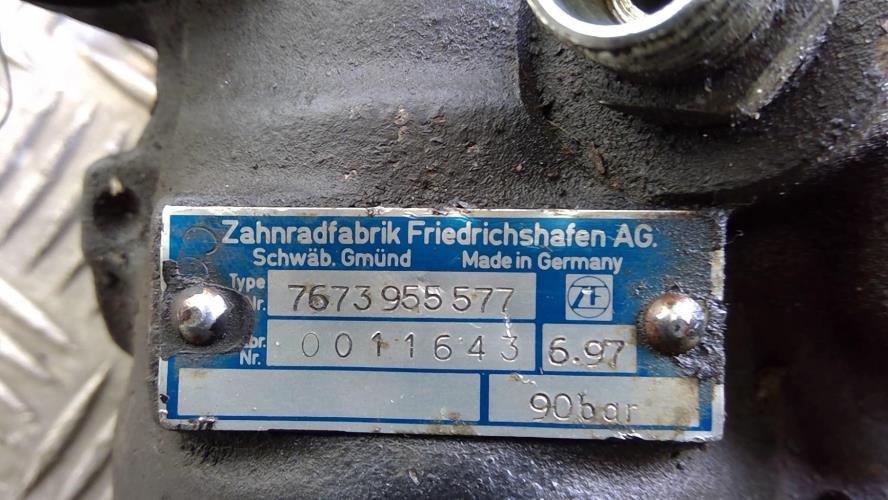 Zahnradfabrik Friedrichshafen AG.
Schwäb. Gmünd Made in Germany
Type
Nr. 7673 955 577 ZF
Nr. 0011643 6.97
90bar